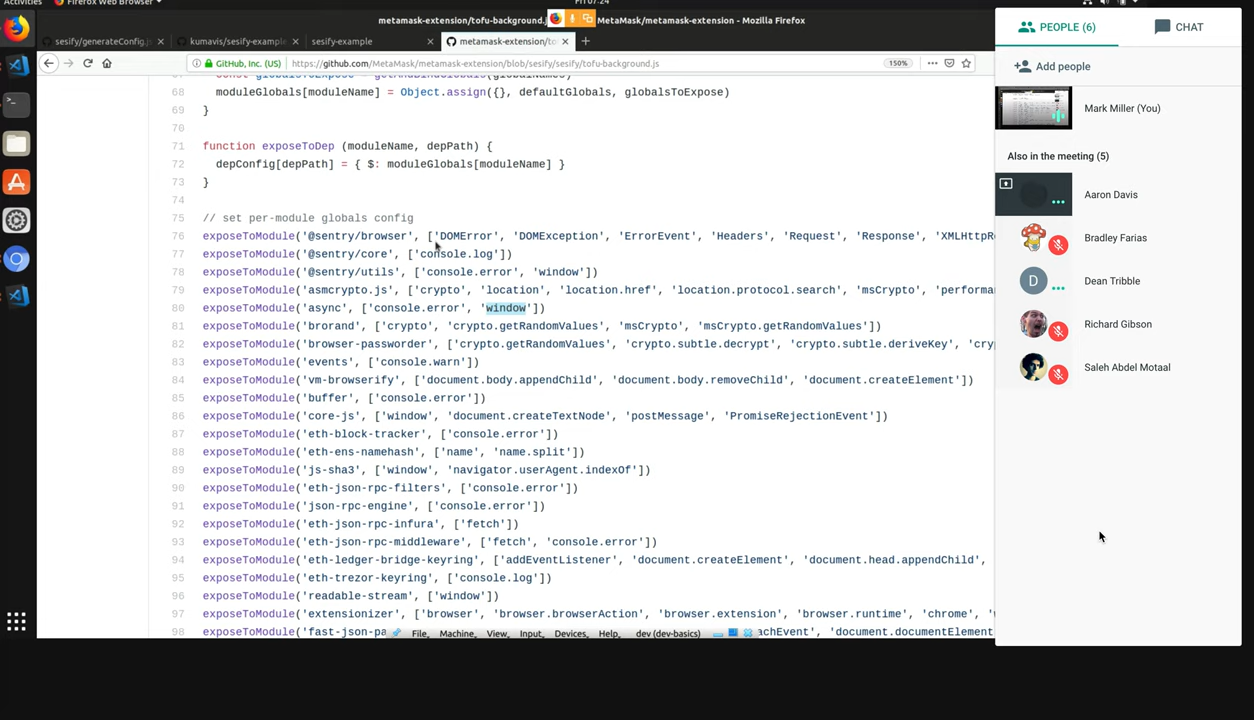 Activities
Firefox Web Browser
Fri 07:24
metamask-extension/tofu-background.j
MetaMask/metamask-extension - Mozilla Firefox
sesify/generateConfig.js
kumavis/sesify-example
sesify-example
metamask-extension/to
GitHub, Inc. (US)
https://github.com/MetaMask/metamask-extension/blob/sesify/sesify/tofu-background.js
150%
68 moduleGlobals[moduleName] = Object.assign({}, defaultGlobals, globalsToExpose)
69 }
70
71 function exposeToDep (moduleName, depPath) {
72 depConfig[depPath] = { $: moduleGlobals[moduleName] }
73 }
74
75 // set per-module globals config
76 exposeToModule('@sentry/browser', ['DOMError', 'DOMException', 'ErrorEvent', 'Headers', 'Request', 'Response', 'XMLHttpRe
77 exposeToModule('@sentry/core', ['console.log'])
78 exposeToModule('@sentry/utils', ['console.error', 'window'])
79 exposeToModule('asmcrypto.js', ['crypto', 'location', 'location.href', 'location.protocol.search', 'msCrypto', 'performan
80 exposeToModule('async', ['console.error', 'window'])
81 exposeToModule('brorand', ['crypto', 'crypto.getRandomValues', 'msCrypto', 'msCrypto.getRandomValues'])
82 exposeToModule('browser-passworder', ['crypto.getRandomValues', 'crypto.subtle.decrypt', 'crypto.subtle.deriveKey', 'cry
83 exposeToModule('events', ['console.warn'])
84 exposeToModule('vm-browserify', ['document.body.appendChild', 'document.body.removeChild', 'document.createElement'])
85 exposeToModule('buffer', ['console.error'])
86 exposeToModule('core-js', ['window', 'document.createTextNode', 'postMessage', 'PromiseRejectionEvent'])
87 exposeToModule('eth-block-tracker', ['console.error'])
88 exposeToModule('eth-ens-namehash', ['name', 'name.split'])
89 exposeToModule('js-sha3', ['window', 'navigator.userAgent.indexOf'])
90 exposeToModule('eth-json-rpc-filters', ['console.error'])
91 exposeToModule('json-rpc-engine', ['console.error'])
92 exposeToModule('eth-json-rpc-infura', ['fetch'])
93 exposeToModule('eth-json-rpc-middleware', ['fetch', 'console.error'])
94 exposeToModule('eth-ledger-bridge-keyring', ['addEventListener', 'document.createElement', 'document.head.appendChild',
95 exposeToModule('eth-trezor-keyring', ['console.log'])
96 exposeToModule('readable-stream', ['window'])
97 exposeToModule('extensionizer', ['browser', 'browser.browserAction', 'browser.extension', 'browser.runtime', 'chrome', 'w
98 exposeToModule('fast-json-pa
achEvent', 'document.documentElement
File Machine View Input Devices Help dev (dev-basics)
PEOPLE (6)
CHAT
Add people
Mark Miller (You)
Also in the meeting (5)
Aaron Davis
Bradley Farias
D
Dean Tribble
Richard Gibson
Saleh Abdel Motaal